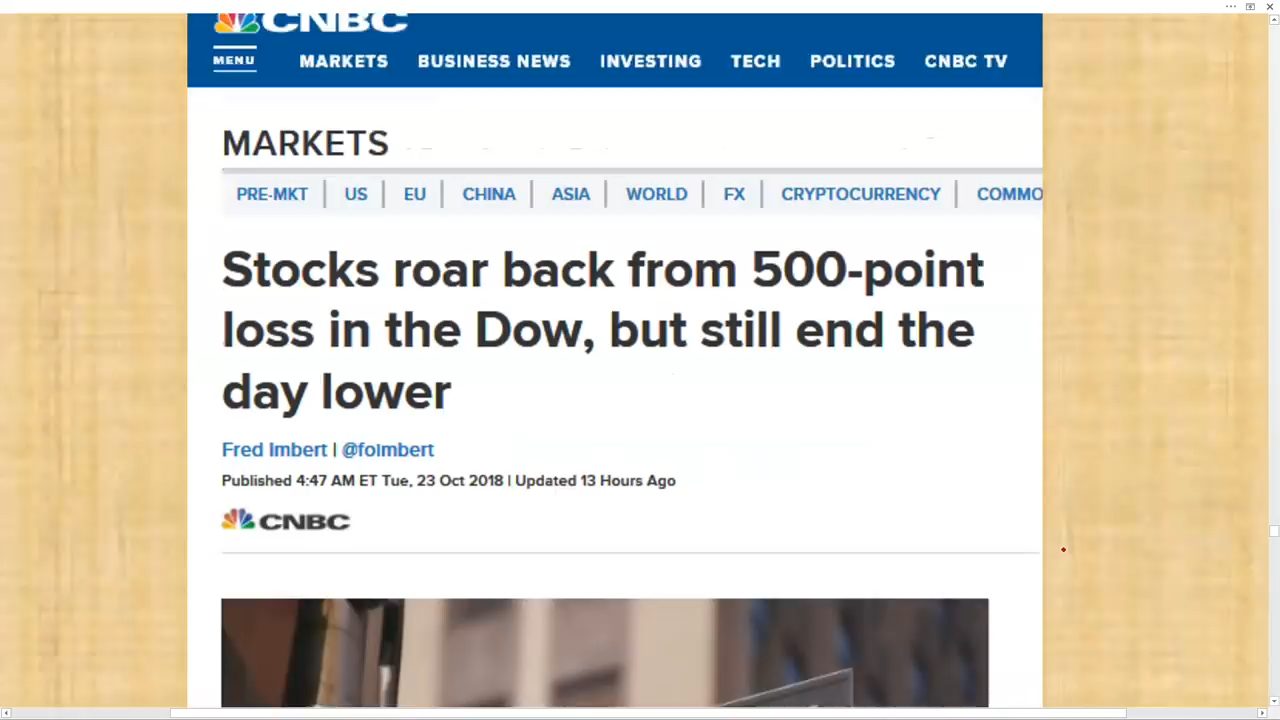 CNBC
MENU MARKETS BUSINESS NEWS INVESTING TECH POLITICS CNBC TV
MARKETS
PRE-MKT | US | EU | CHINA | ASIA | WORLD | FX | CRYPTOCURRENCY | COMMO
Stocks roar back from 500-point
loss in the Dow, but still end the
day lower
Fred Imbert | @foimbert
Published 4:47 AM ET Tue, 23 Oct 2018 | Updated 13 Hours Ago
CNBC